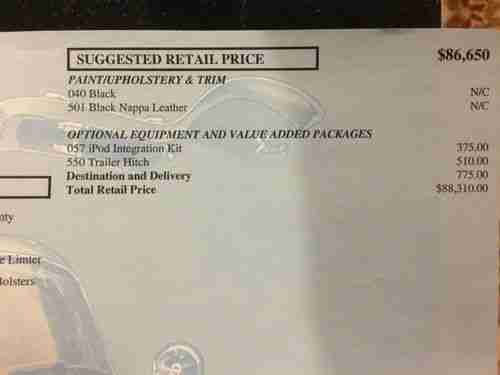 SUGGESTED RETAIL PRICE $86,650
PAINT/UPHOLSTERY & TRIM
040 Black N/C
501 Black Nappa Leather N/C
OPTIONAL EQUIPMENT AND VALUE ADDED PACKAGES
057 iPod Integration Kit 375.00
550 Trailer Hitch 510.00
Destination and Delivery 775.00
Total Retail Price $88,310.00
nty
e Limter
olsters